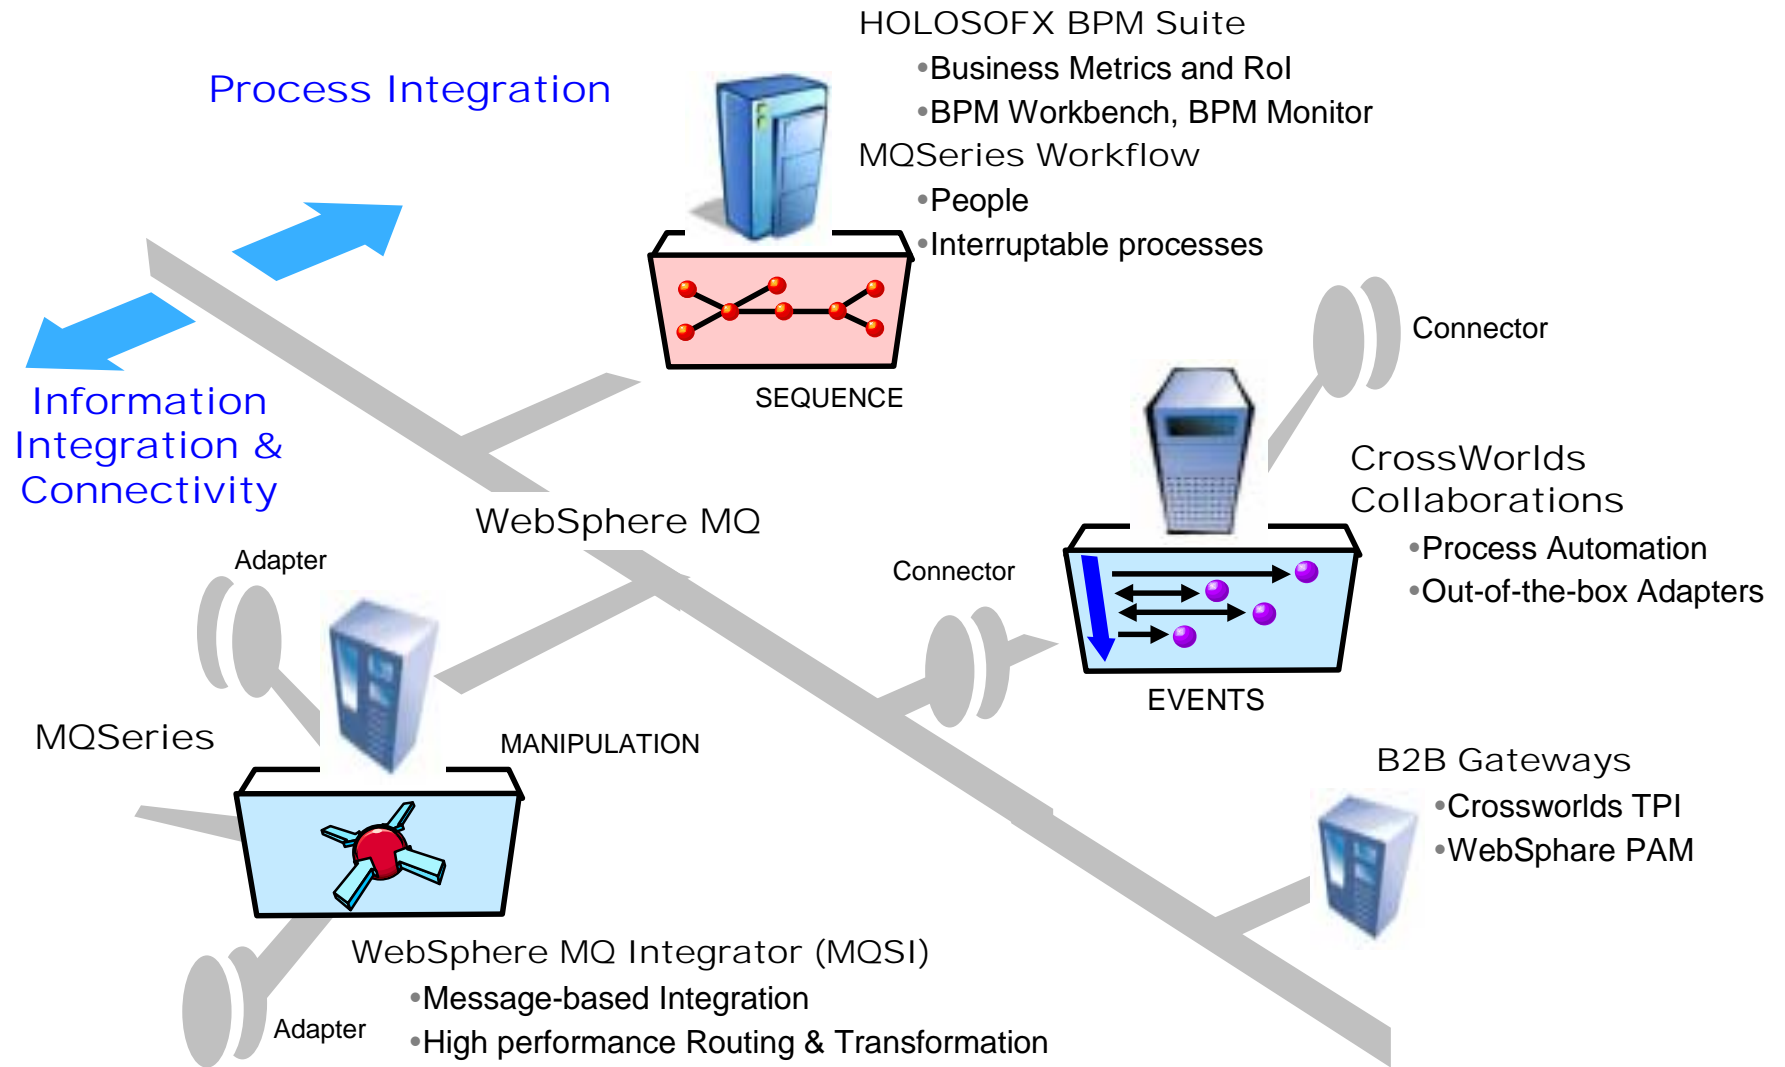 HOLOSOFX BPM Suite
•Business Metrics and RoI
•BPM Workbench, BPM Monitor
MQSeries Workflow
•People
•Interruptable processes
Process Integration
Information
Integration &
Connectivity
SEQUENCE
Connector
CrossWorlds
Collaborations
•Process Automation
•Out-of-the-box Adapters
WebSphere MQ
Adapter
Connector
EVENTS
MQSeries
MANIPULATION
B2B Gateways
•Crossworlds TPI
•WebSphare PAM
WebSphere MQ Integrator (MQSI)
•Message-based Integration
•High performance Routing & Transformation
Adapter